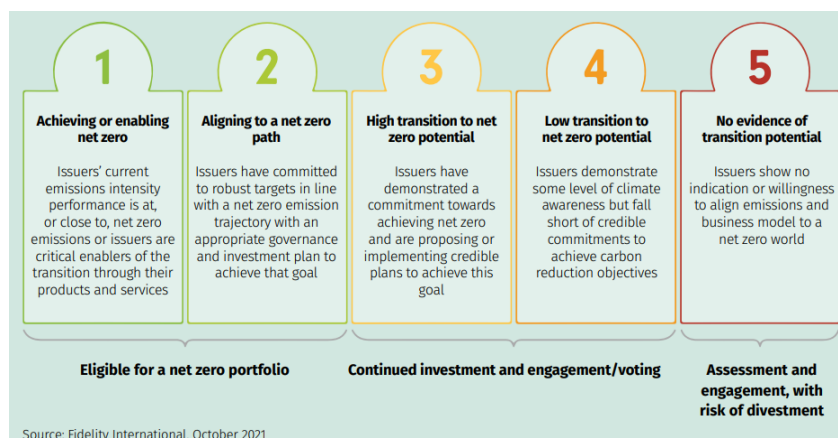 1
Achieving or enabling
net zero
Issuers' current
emissions intensity
performance is at,
or close to, net zero
emissions or issuers are
critical enablers of the
transition through their
products and services
2
Aligning to a net zero
path
Issuers have committed
to robust targets in line
with a net zero emission
trajectory with an
appropriate governance
and investment plan to
achieve that goal
3
High transition to net
zero potential
Issuers have
demonstrated a
commitment towards
achieving net zero
and are proposing or
implementing credible
plans to achieve this
goal
4
Low transition to
net zero potential
Issuers demonstrate
some level of climate
awareness but fall
short of credible
commitments to
achieve carbon
reduction objectives
5
No evidence of
transition potential
Issuers show no
indication or willingness
to align emissions and
business model to a
net zero world
Eligible for a net zero portfolio
Continued investment and engagement/voting
Assessment and
engagement, with
risk of divestment
Source: Fidelity International, October 2021